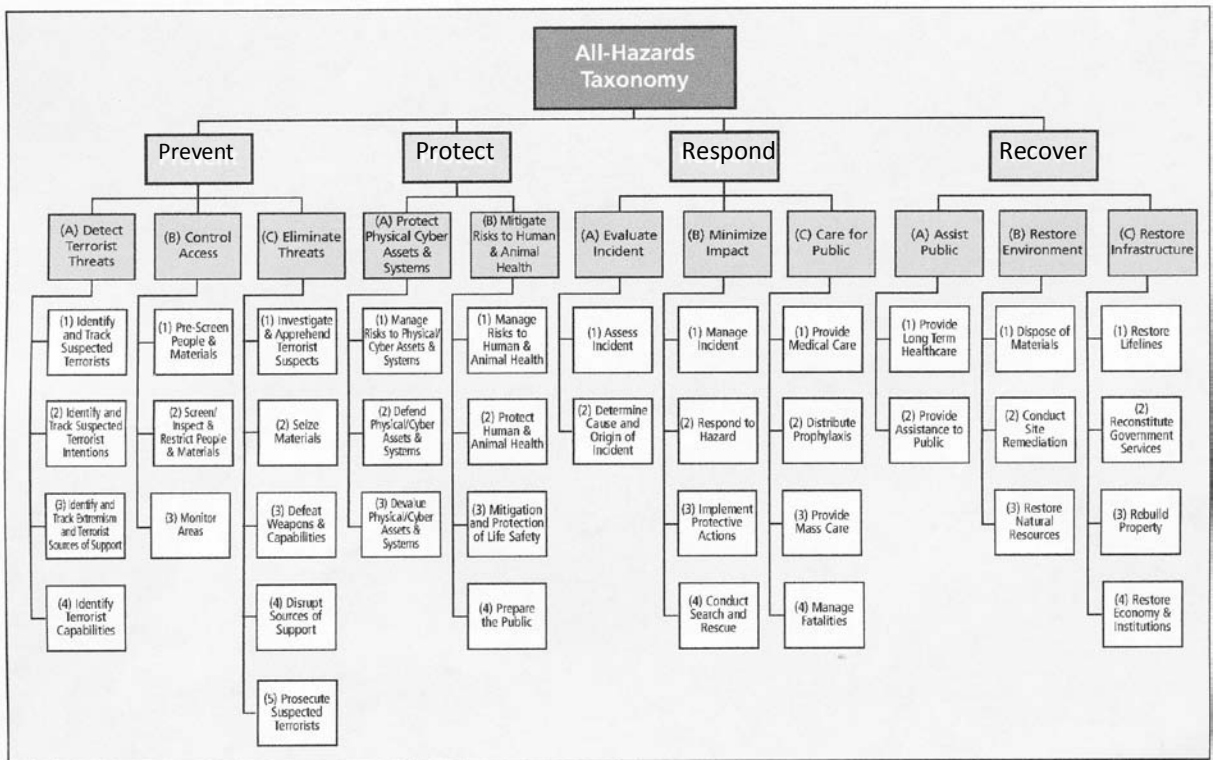 All-Hazards
Taxonomy
Prevent
Protect
Respond
Recover
(A) Detect
Terrorist
Threats
(B) Control
Access
(C) Eliminate
Threats
(A) Protect
Physical Cyber
Assets &
Systems
(B) Mitigate
Risks to Human
& Animal
Health
(A) Evaluate
Incident
(B) Minimize
Impact
(C) Care for
Public
(A) Assist
Public
(B) Restore
Environment
(C) Restore
Infrastructure
(1) Identify
and Track
Suspected
Terrorists
(2) Identify and
Track Suspected
Terrorist
Intentions
(3) Identify and
Track Extremism
and Terrorist
Sources of Support
(4) Identify
Terrorist
Capabilities
(1) Pre-Screen
People &
Materials
(2) Screen/
Inspect &
Restrict People
& Materials
(3) Monitor
Areas
(1) Investigate
& Apprehend
Terrorist
Suspects
(2) Seize
Materials
(3) Defeat
Weapons &
Capabilities
(4) Disrupt
Sources of
Support
(5) Prosecute
Suspected
Terrorists
(1) Manage
Risks to Physical/
Cyber Assets &
Systems
(2) Defend
Physical/Cyber
Assets &
Systems
(3) Devalue
Physical/Cyber
Assets &
Systems
(1) Manage
Risks to
Human &
Animal Health
(2) Protect
Human &
Animal Health
(3) Mitigation
and Protection
of Life Safety
(4) Prepare
the Public
(1) Assess
Incident
(2) Determine
Cause and
Origin of
Incident
(1) Manage
Incident
(2) Respond to
Hazard
(3) Implement
Protective
Actions
(4) Conduct
Search and
Rescue
(1) Provide
Medical Care
(2) Distribute
Prophylaxis
(3) Provide
Mass Care
(4) Manage
Fatalities
(1) Provide
Long Term
Healthcare
(2) Provide
Assistance to
Public
(1) Dispose of
Materials
(2) Conduct
Site
Remediation
(3) Restore
Natural
Resources
(1) Restore
Lifelines
(2)
Reconstitute
Government
Services
(3) Rebuild
Property
(4) Restore
Economy &
Institutions